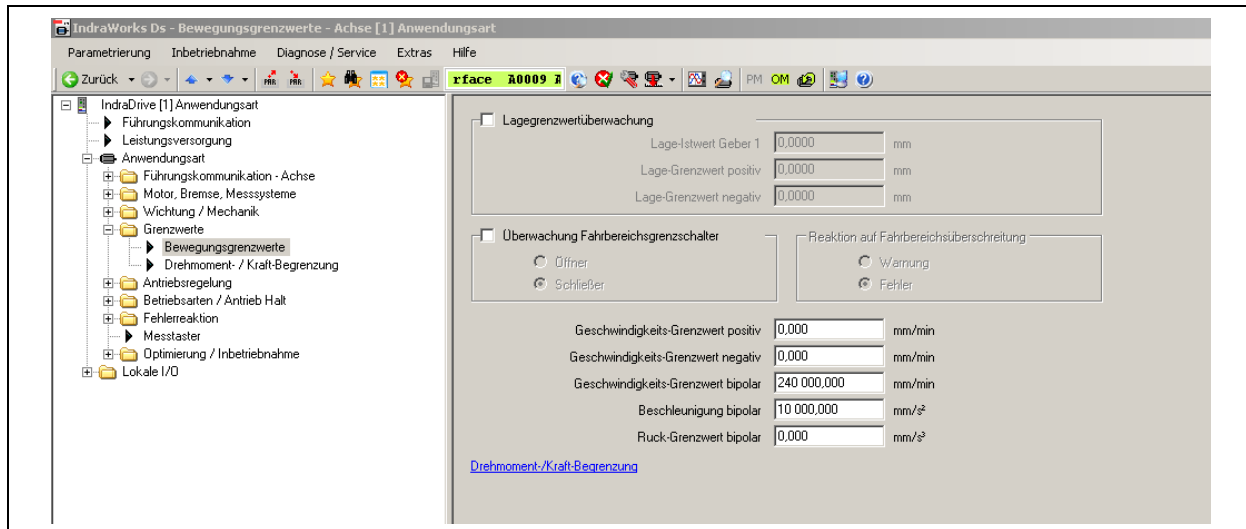 IndraWorks Ds - Bewegungsgrenzwerte - Achse [1] Anwendungsart
Parametrierung Inbetriebnahme Diagnose / Service Extras Hilfe
Zurück PAR PAR rface A0009 A PM OM
IndraDrive [1] Anwendungsart
Führungskommunikation
Leistungsversorgung
Anwendungsart
Führungskommunikation - Achse
Motor, Bremse, Messsysteme
Wichtung / Mechanik
Grenzwerte
Bewegungsgrenzwerte
Drehmoment- / Kraft-Begrenzung
Antriebsregelung
Betriebsarten / Antrieb Halt
Fehlerreaktion
Messtaster
Optimierung / Inbetriebnahme
Lokale I/O
Lagegrenzwertüberwachung
Lage-Istwert Geber 1 0,0000 mm
Lage-Grenzwert positiv 0,0000 mm
Lage-Grenzwert negativ 0,0000 mm
Überwachung Fahrbereichsgrenzschalter
Öffner
Schließer
Reaktion auf Fahrbereichsüberschreitung
Warnung
Fehler
Geschwindigkeits-Grenzwert positiv 0,000 mm/min
Geschwindigkeits-Grenzwert negativ 0,000 mm/min
Geschwindigkeits-Grenzwert bipolar 240 000,000 mm/min
Beschleunigung bipolar 10 000,000 mm/s²
Ruck-Grenzwert bipolar 0,000 mm/s³
Drehmoment-/Kraft-Begrenzung